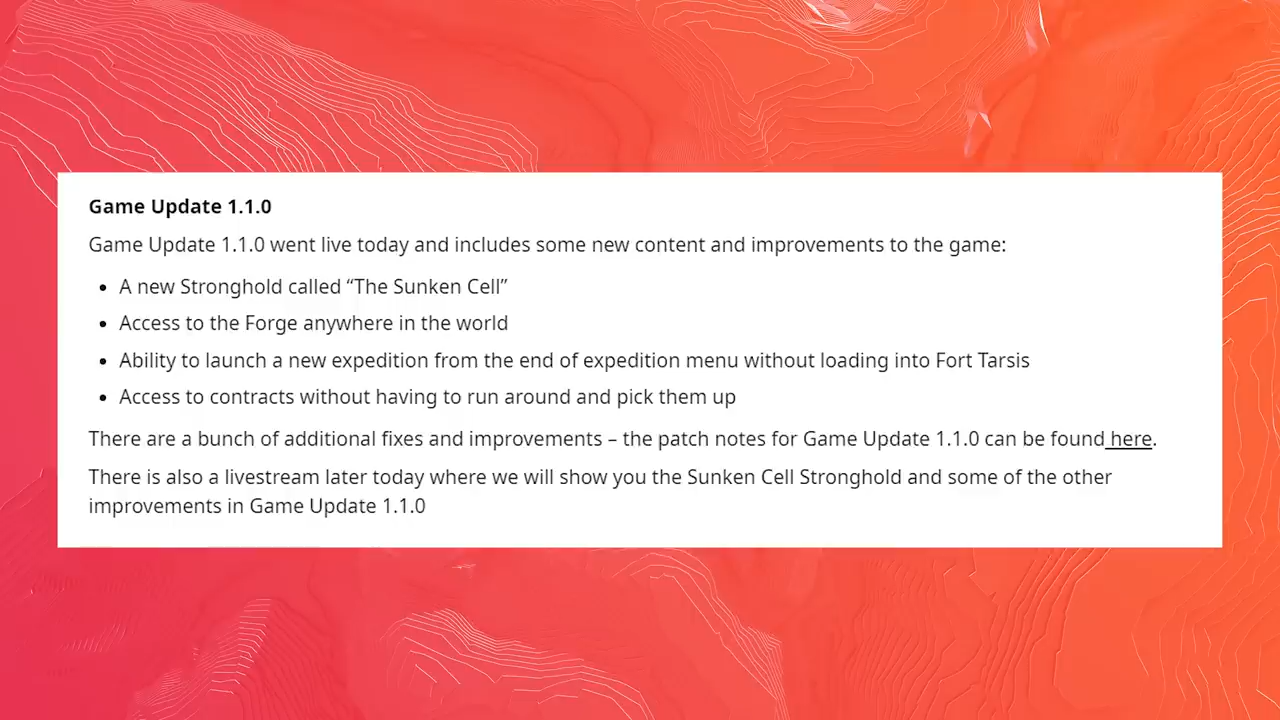 Game Update 1.1.0
Game Update 1.1.0 went live today and includes some new content and improvements to the game:
• A new Stronghold called “The Sunken Cell”
• Access to the Forge anywhere in the world
• Ability to launch a new expedition from the end of expedition menu without loading into Fort Tarsis
• Access to contracts without having to run around and pick them up
There are a bunch of additional fixes and improvements – the patch notes for Game Update 1.1.0 can be found here.
There is also a livestream later today where we will show you the Sunken Cell Stronghold and some of the other
improvements in Game Update 1.1.0